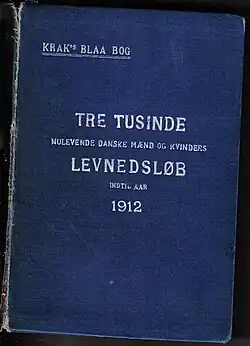 KRAK's BLAA BOG
TRE TUSINDE
NULEVENDE DANSKE MÆND OG KVINDERS
LEVNEDSLØB
INDTIL AAR
1912